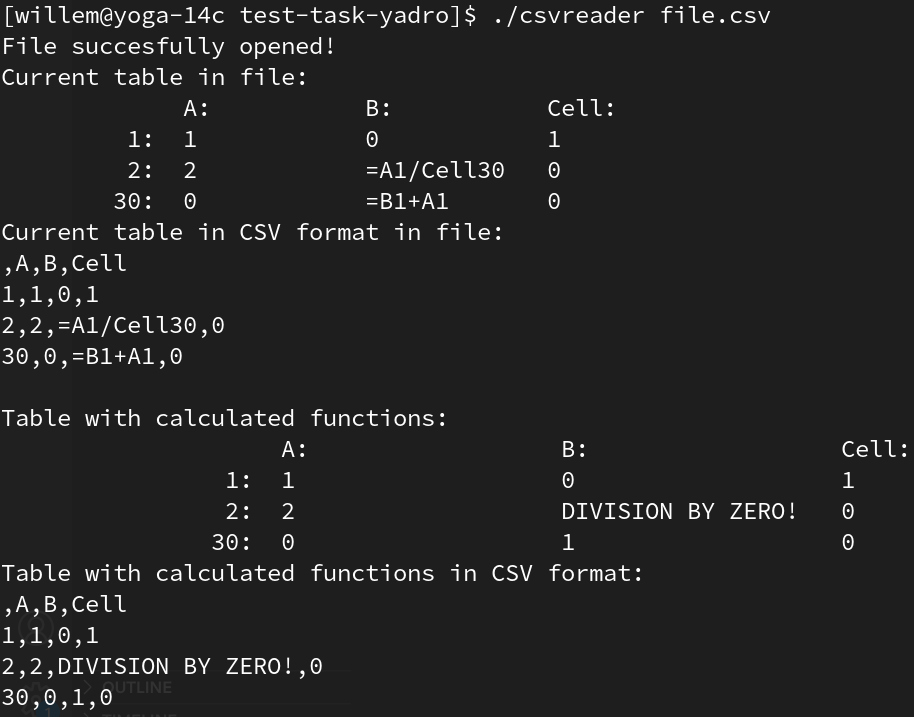 [willem@yoga-14c test-task-yadro]$ ./csvreader file.csv
File succesfully opened!
Current table in file:
A: B: Cell:
1: 1 0 1
2: 2 =A1/Cell30 0
30: 0 =B1+A1 0
Current table in CSV format in file:
,A,B,Cell
1,1,0,1
2,2,=A1/Cell30,0
30,0,=B1+A1,0
Table with calculated functions:
A: B: Cell:
1: 1 0 1
2: 2 DIVISION BY ZERO! 0
30: 0 1 0
Table with calculated functions in CSV format:
,A,B,Cell
1,1,0,1
2,2,DIVISION BY ZERO!,0
OUTLINE
30,0,1,0